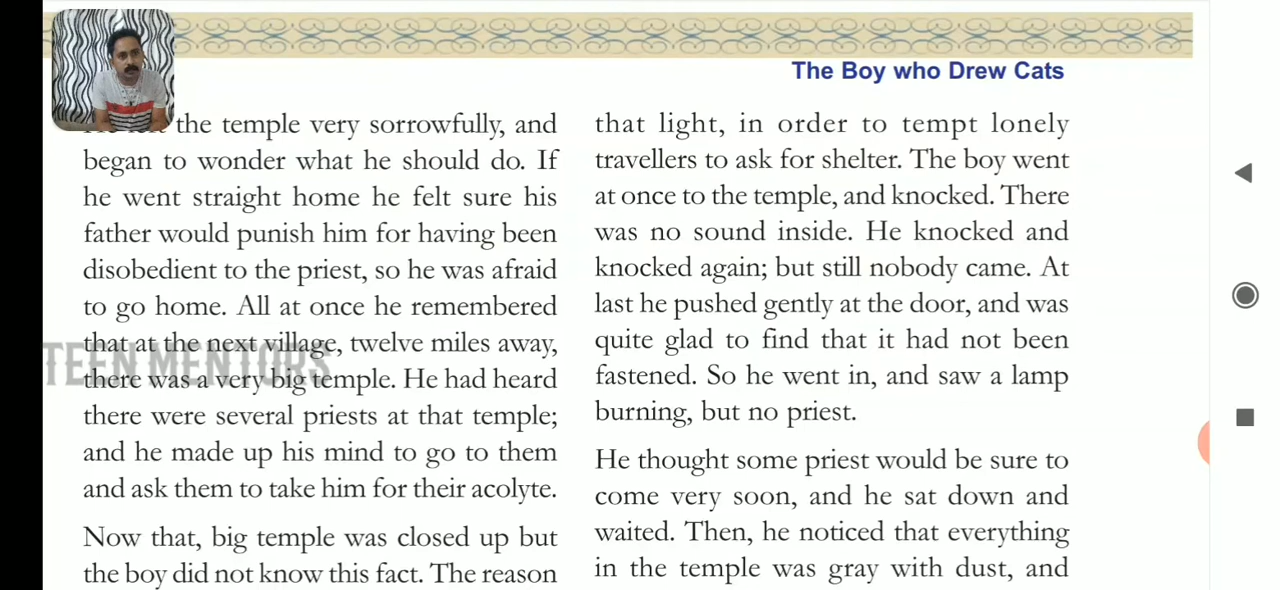 The Boy who Drew Cats
the temple very sorrowfully, and
began to wonder what he should do. If
he went straight home he felt sure his
father would punish him for having been
disobedient to the priest, so he was afraid
to go home. All at once he remembered
that at the next village, twelve miles away,
there was a very big temple. He had heard
there were several priests at that temple;
and he made up his mind to go to them
and ask them to take him for their acolyte.
Now that, big temple was closed up but
the boy did not know this fact. The reason
TEEN MENTORS
that light, in order to tempt lonely
travellers to ask for shelter. The boy went
at once to the temple, and knocked. There
was no sound inside. He knocked and
knocked again; but still nobody came. At
last he pushed gently at the door, and was
quite glad to find that it had not been
fastened. So he went in, and saw a lamp
burning, but no priest.
He thought some priest would be sure to
come very soon, and he sat down and
waited. Then, he noticed that everything
in the temple was gray with dust, and